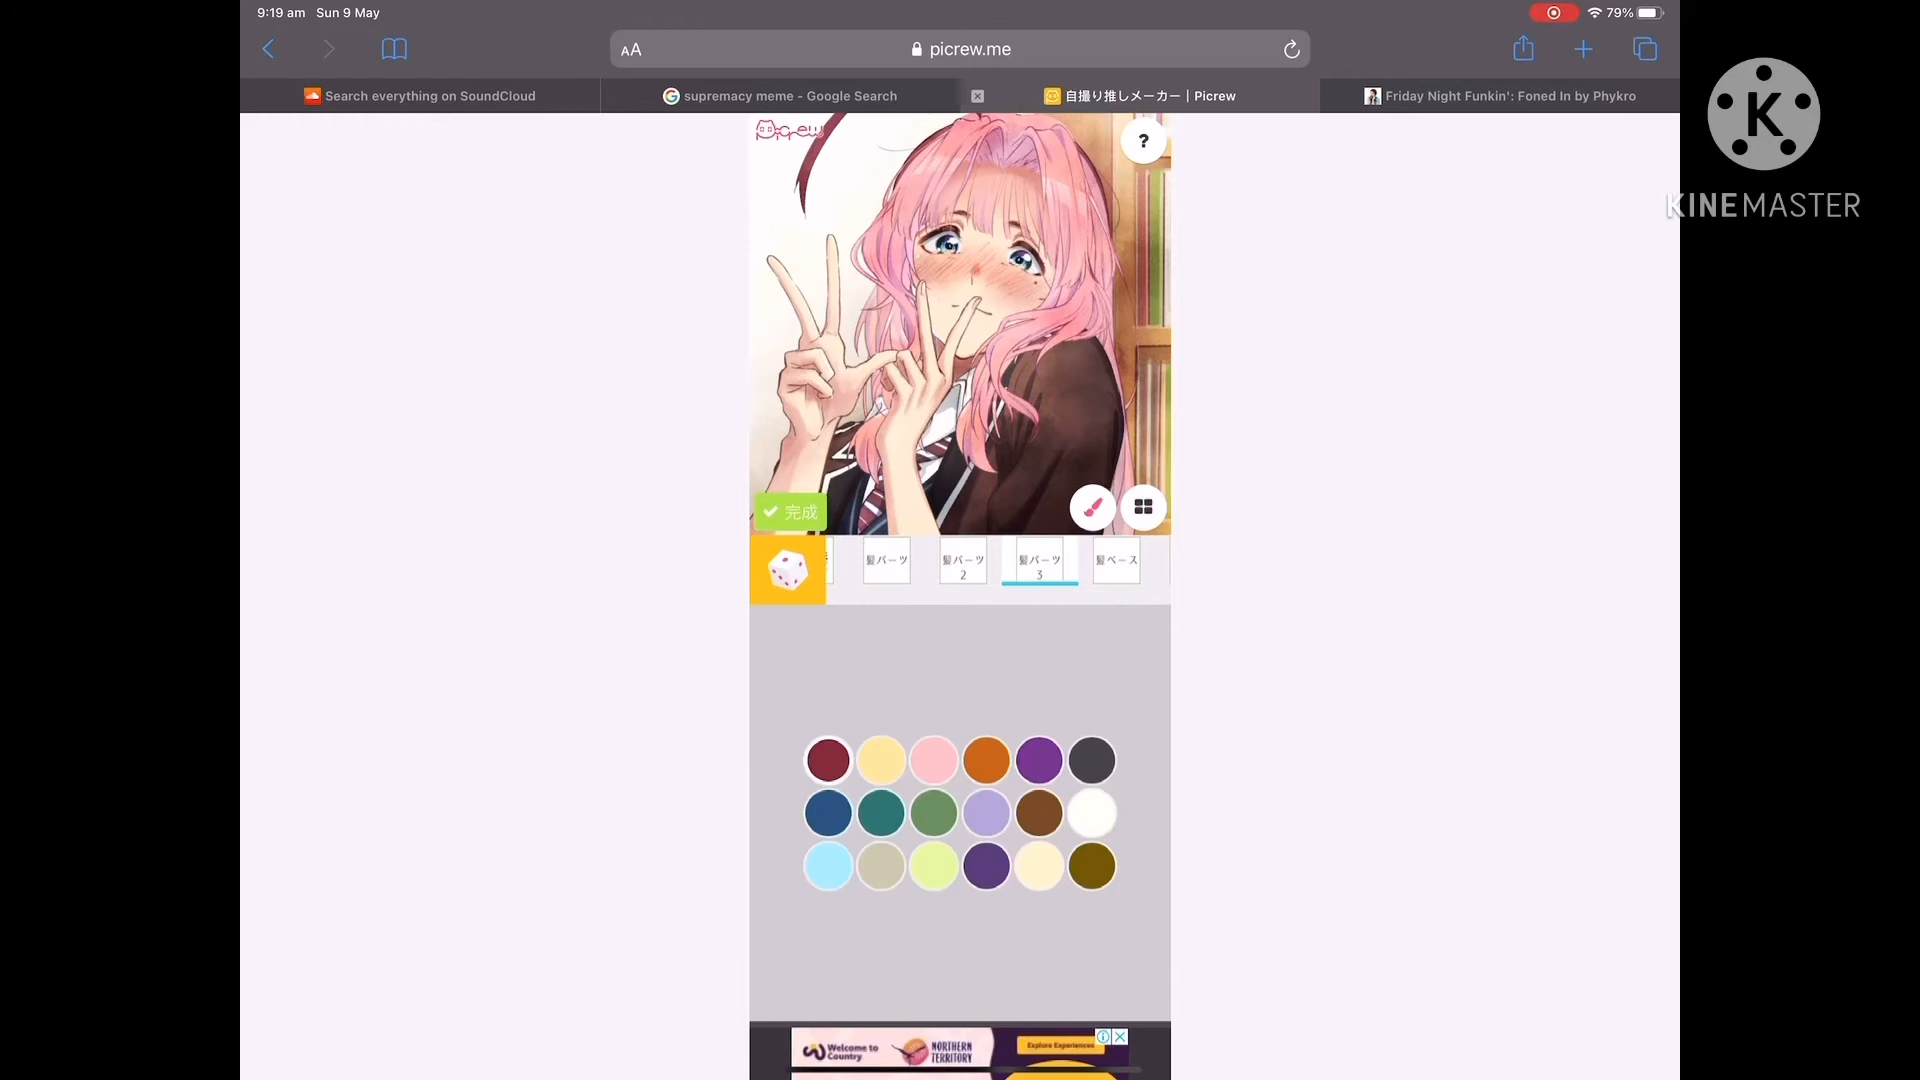 9:19 am Sun 9 May
79%
AA
picrew.me
Search everything on SoundCloud
supremacy meme - Google Search
自撮り推しメーカー｜Picrew
Friday Night Funkin': Foned In by Phykro
K
KINEMASTER
Picrew
?
完成
髪パーツ
髪パーツ
2
髪パーツ
3
髪ベース
Welcome to
Country
NORTHERN
TERRITORY
Explore Experiences